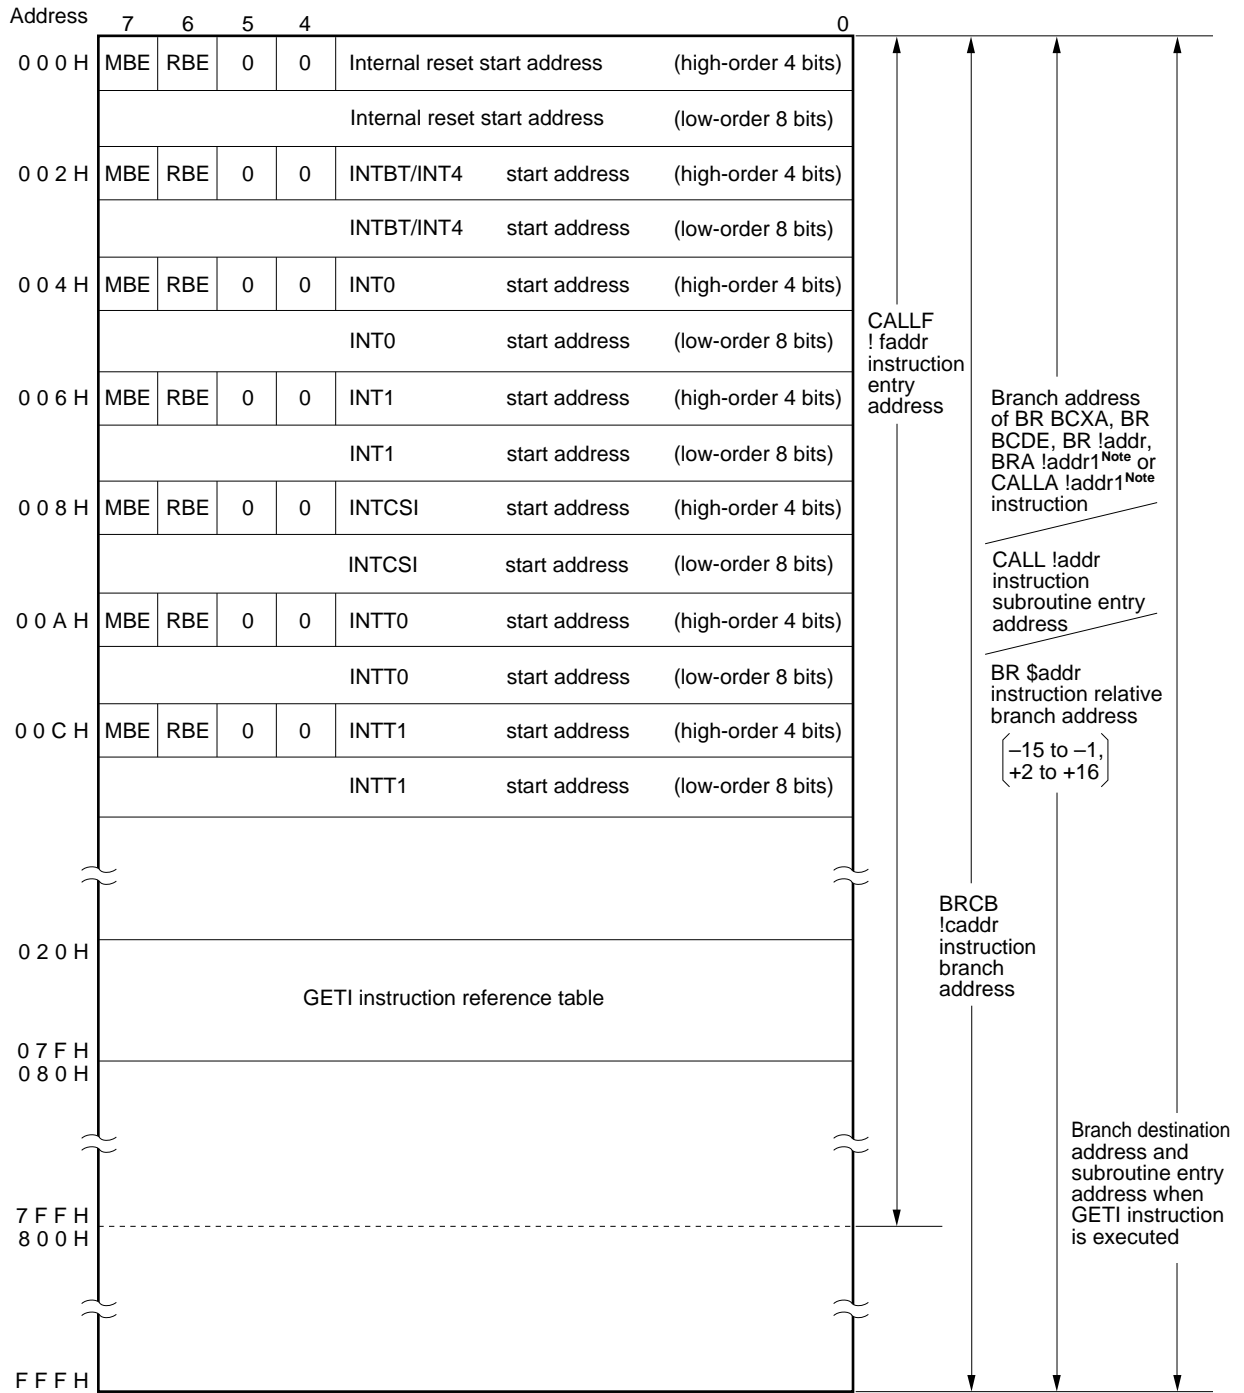 Address
7 6 5 4 0
0 0 0 H MBE RBE 0 0 Internal reset start address (high-order 4 bits)
Internal reset start address (low-order 8 bits)
0 0 2 H MBE RBE 0 0 INTBT/INT4 start address (high-order 4 bits)
INTBT/INT4 start address (low-order 8 bits)
0 0 4 H MBE RBE 0 0 INT0 start address (high-order 4 bits)
INT0 start address (low-order 8 bits)
0 0 6 H MBE RBE 0 0 INT1 start address (high-order 4 bits)
INT1 start address (low-order 8 bits)
0 0 8 H MBE RBE 0 0 INTCSI start address (high-order 4 bits)
INTCSI start address (low-order 8 bits)
0 0 A H MBE RBE 0 0 INTT0 start address (high-order 4 bits)
INTT0 start address (low-order 8 bits)
0 0 C H MBE RBE 0 0 INTT1 start address (high-order 4 bits)
INTT1 start address (low-order 8 bits)
0 2 0 H
GETI instruction reference table
0 7 F H
0 8 0 H
7 F F H
8 0 0 H
F F F H
CALLF
! faddr
instruction
entry
address
BRCB
!caddr
instruction
branch
address
Branch address
of BR BCXA, BR
BCDE, BR !addr,
BRA !addr1Note or
CALLA !addr1Note
instruction
CALL !addr
instruction
subroutine entry
address
BR $addr
instruction relative
branch address
–15 to –1,
+2 to +16
Branch destination
address and
subroutine entry
address when
GETI instruction
is executed